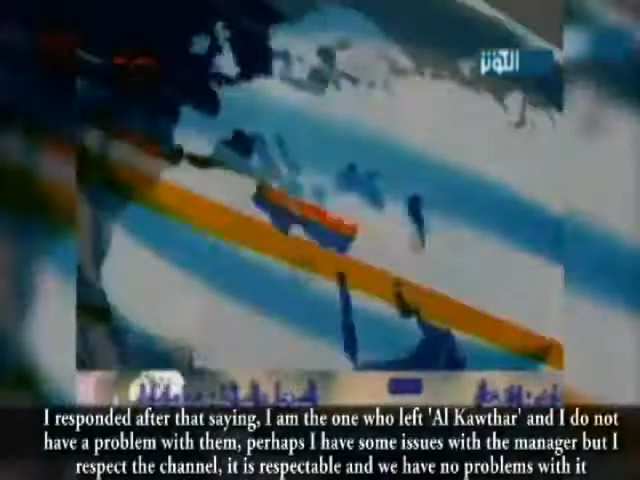 الكوثر
I responded after that saying, I am the one who left 'Al Kawthar' and I do not
have a problem with them, perhaps I have some issues with the manager but I
respect the channel, it is respectable and we have no problems with it